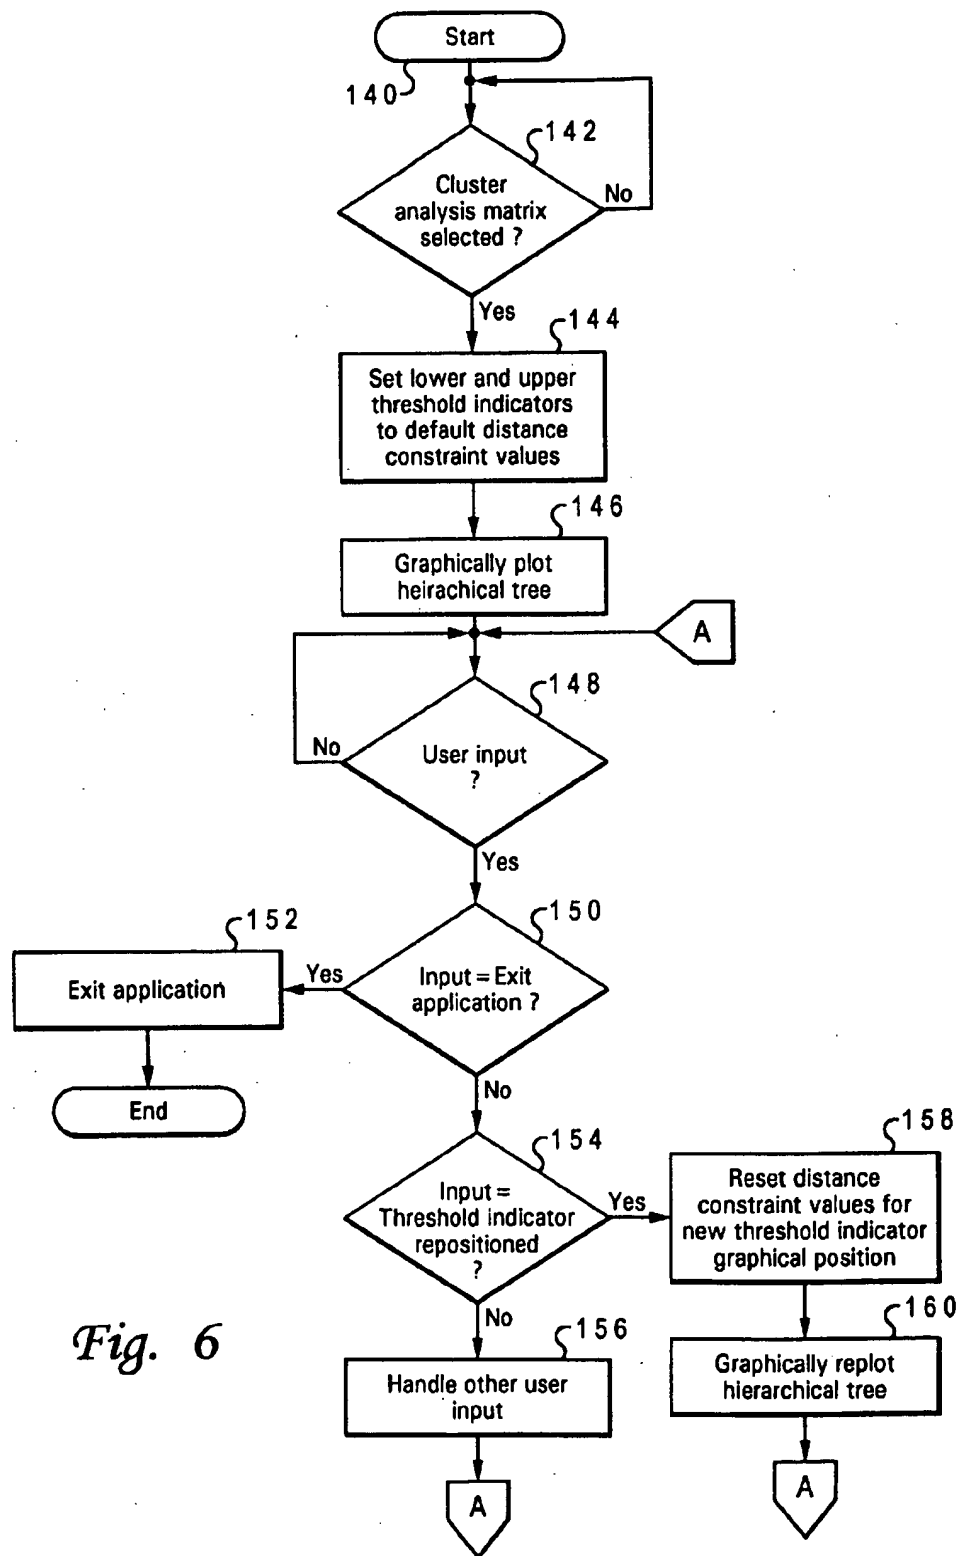 Start
140
142
Cluster
analysis matrix
selected ?
No
Yes
144
Set lower and upper
threshold indicators
to default distance
constraint values
146
Graphically plot
heirachical tree
A
148
User input
?
No
Yes
150
Input = Exit
application ?
Yes
152
Exit application
End
No
154
Input =
Threshold indicator
repositioned
?
Yes
158
Reset distance
constraint values for
new threshold indicator
graphical position
No
156
Handle other user
input
160
Graphically replot
hierarchical tree
A
A
Fig. 6